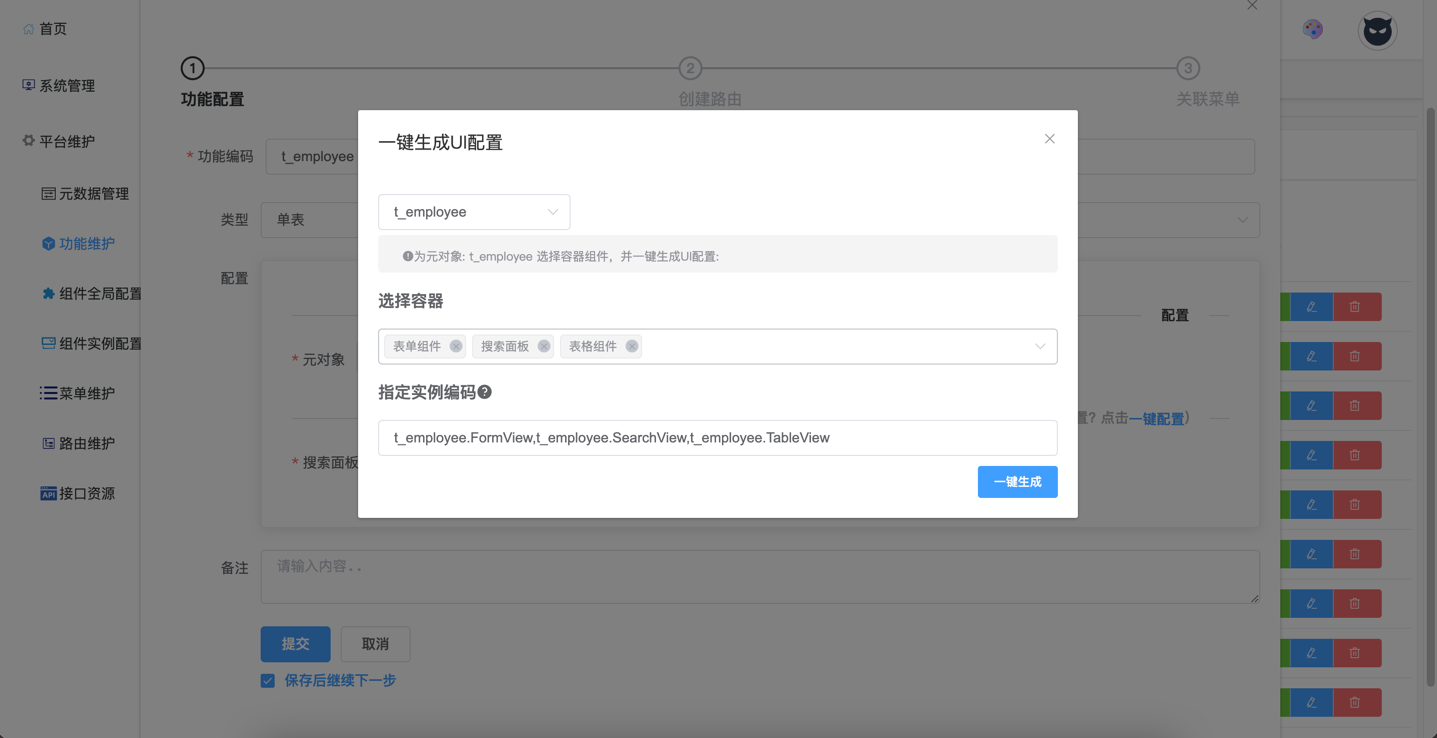 首页
系统管理
平台维护
元数据管理
功能维护
组件全局配置
组件实例配置
菜单维护
路由维护
API 接口资源
1
2
3
功能配置
创建路由
关联菜单
* 功能编码
t_employee
类型
单表
配置
配置
* 元对象
置? 点击一键配置)
* 搜索面板
备注
请输入内容..
提交
取消
保存后继续下一步
一键生成UI配置
t_employee
为元对象: t_employee 选择容器组件，并一键生成UI配置:
选择容器
表单组件
搜索面板
表格组件
指定实例编码
t_employee.FormView,t_employee.SearchView,t_employee.TableView
一键生成